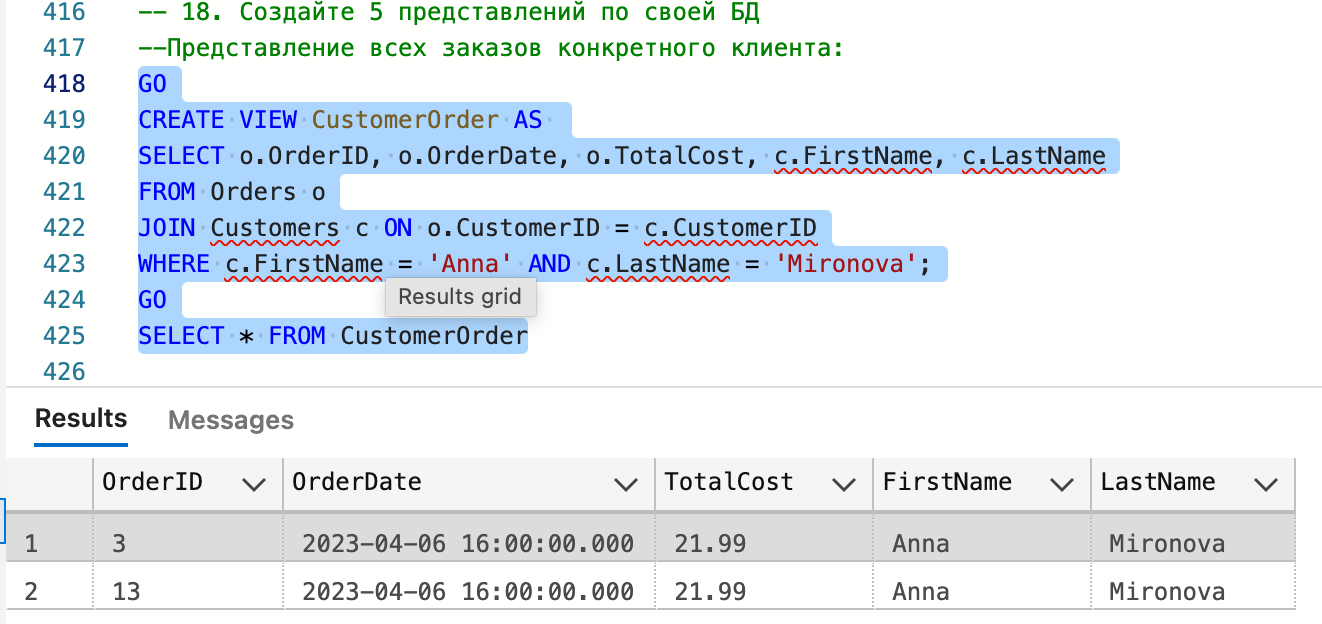 416 -- 18. Создайте 5 представлений по своей БД
417 --Представление всех заказов конкретного клиента:
418 GO
419 CREATE VIEW CustomerOrder AS
420 SELECT o.OrderID, o.OrderDate, o.TotalCost, c.FirstName, c.LastName
421 FROM Orders o
422 JOIN Customers c ON o.CustomerID = c.CustomerID
423 WHERE c.FirstName = 'Anna' AND c.LastName = 'Mironova';
424 GO
Results grid
425 SELECT * FROM CustomerOrder
426
Results Messages
OrderID OrderDate TotalCost FirstName LastName
1 3 2023-04-06 16:00:00.000 21.99 Anna Mironova
2 13 2023-04-06 16:00:00.000 21.99 Anna Mironova